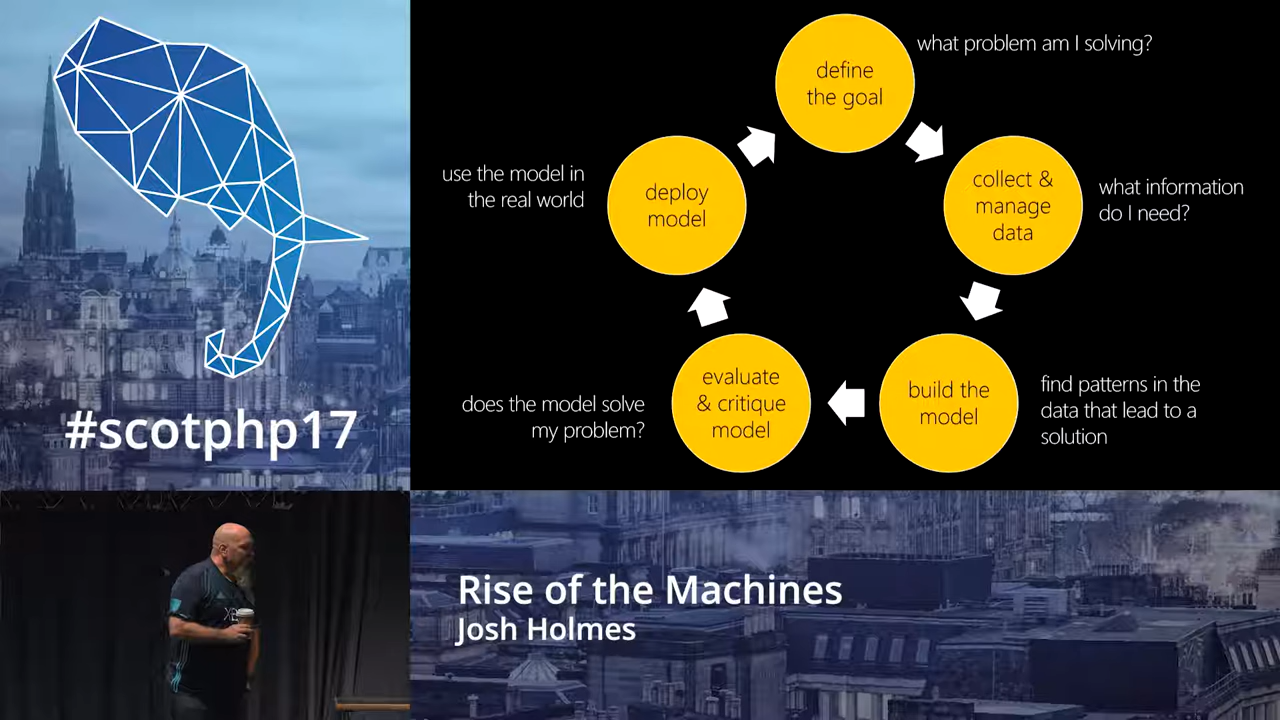 #scotphp17
define
the goal
what problem am I solving?
collect &
manage
data
what information
do I need?
build the
model
find patterns in the
data that lead to a
solution
evaluate
& critique
model
does the model solve
my problem?
deploy
model
use the model in
the real world
Rise of the Machines
Josh Holmes